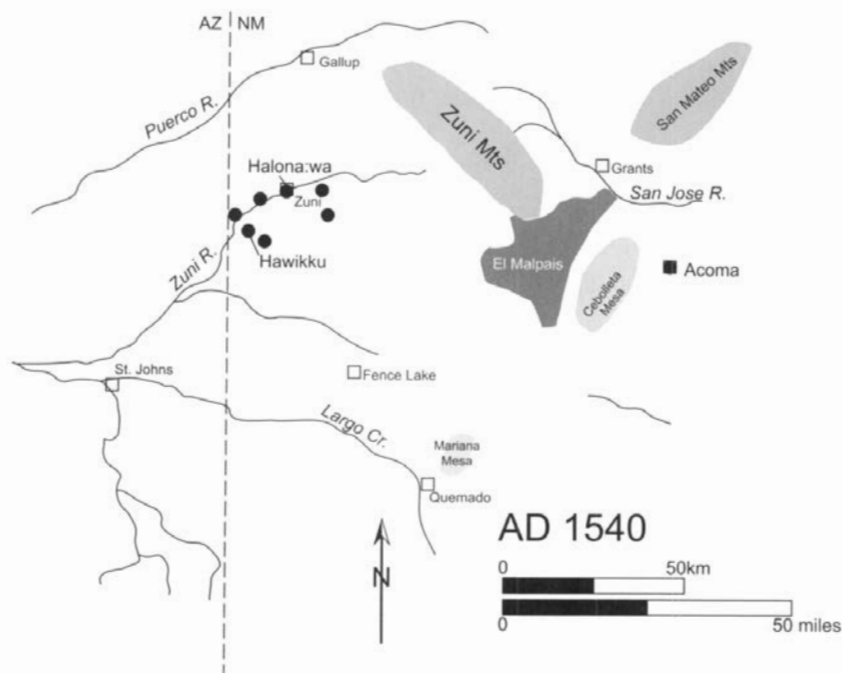 AZ NM
Gallup
Puerco R.
Zuni Mts
San Mateo Mts
Halona:wa
Zuni
Grants
San Jose R.
Hawikku
Zuni R.
El Malpais
Acoma
Cebolleta
Mesa
St. Johns
Fence Lake
Largo Cr.
Mariana
Mesa
Quemado
N
AD 1540
0 50km
0 50 miles